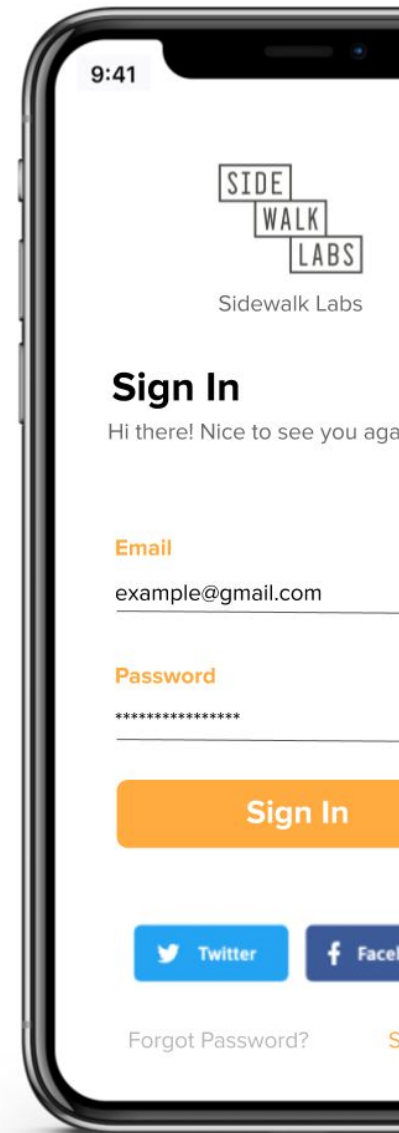 9:41
SIDE
WALK
LABS
Sidewalk Labs
Sign In
Hi there! Nice to see you aga
Email
example@gmail.com
Password
****************
Sign In
Twitter Face
Forgot Password? S